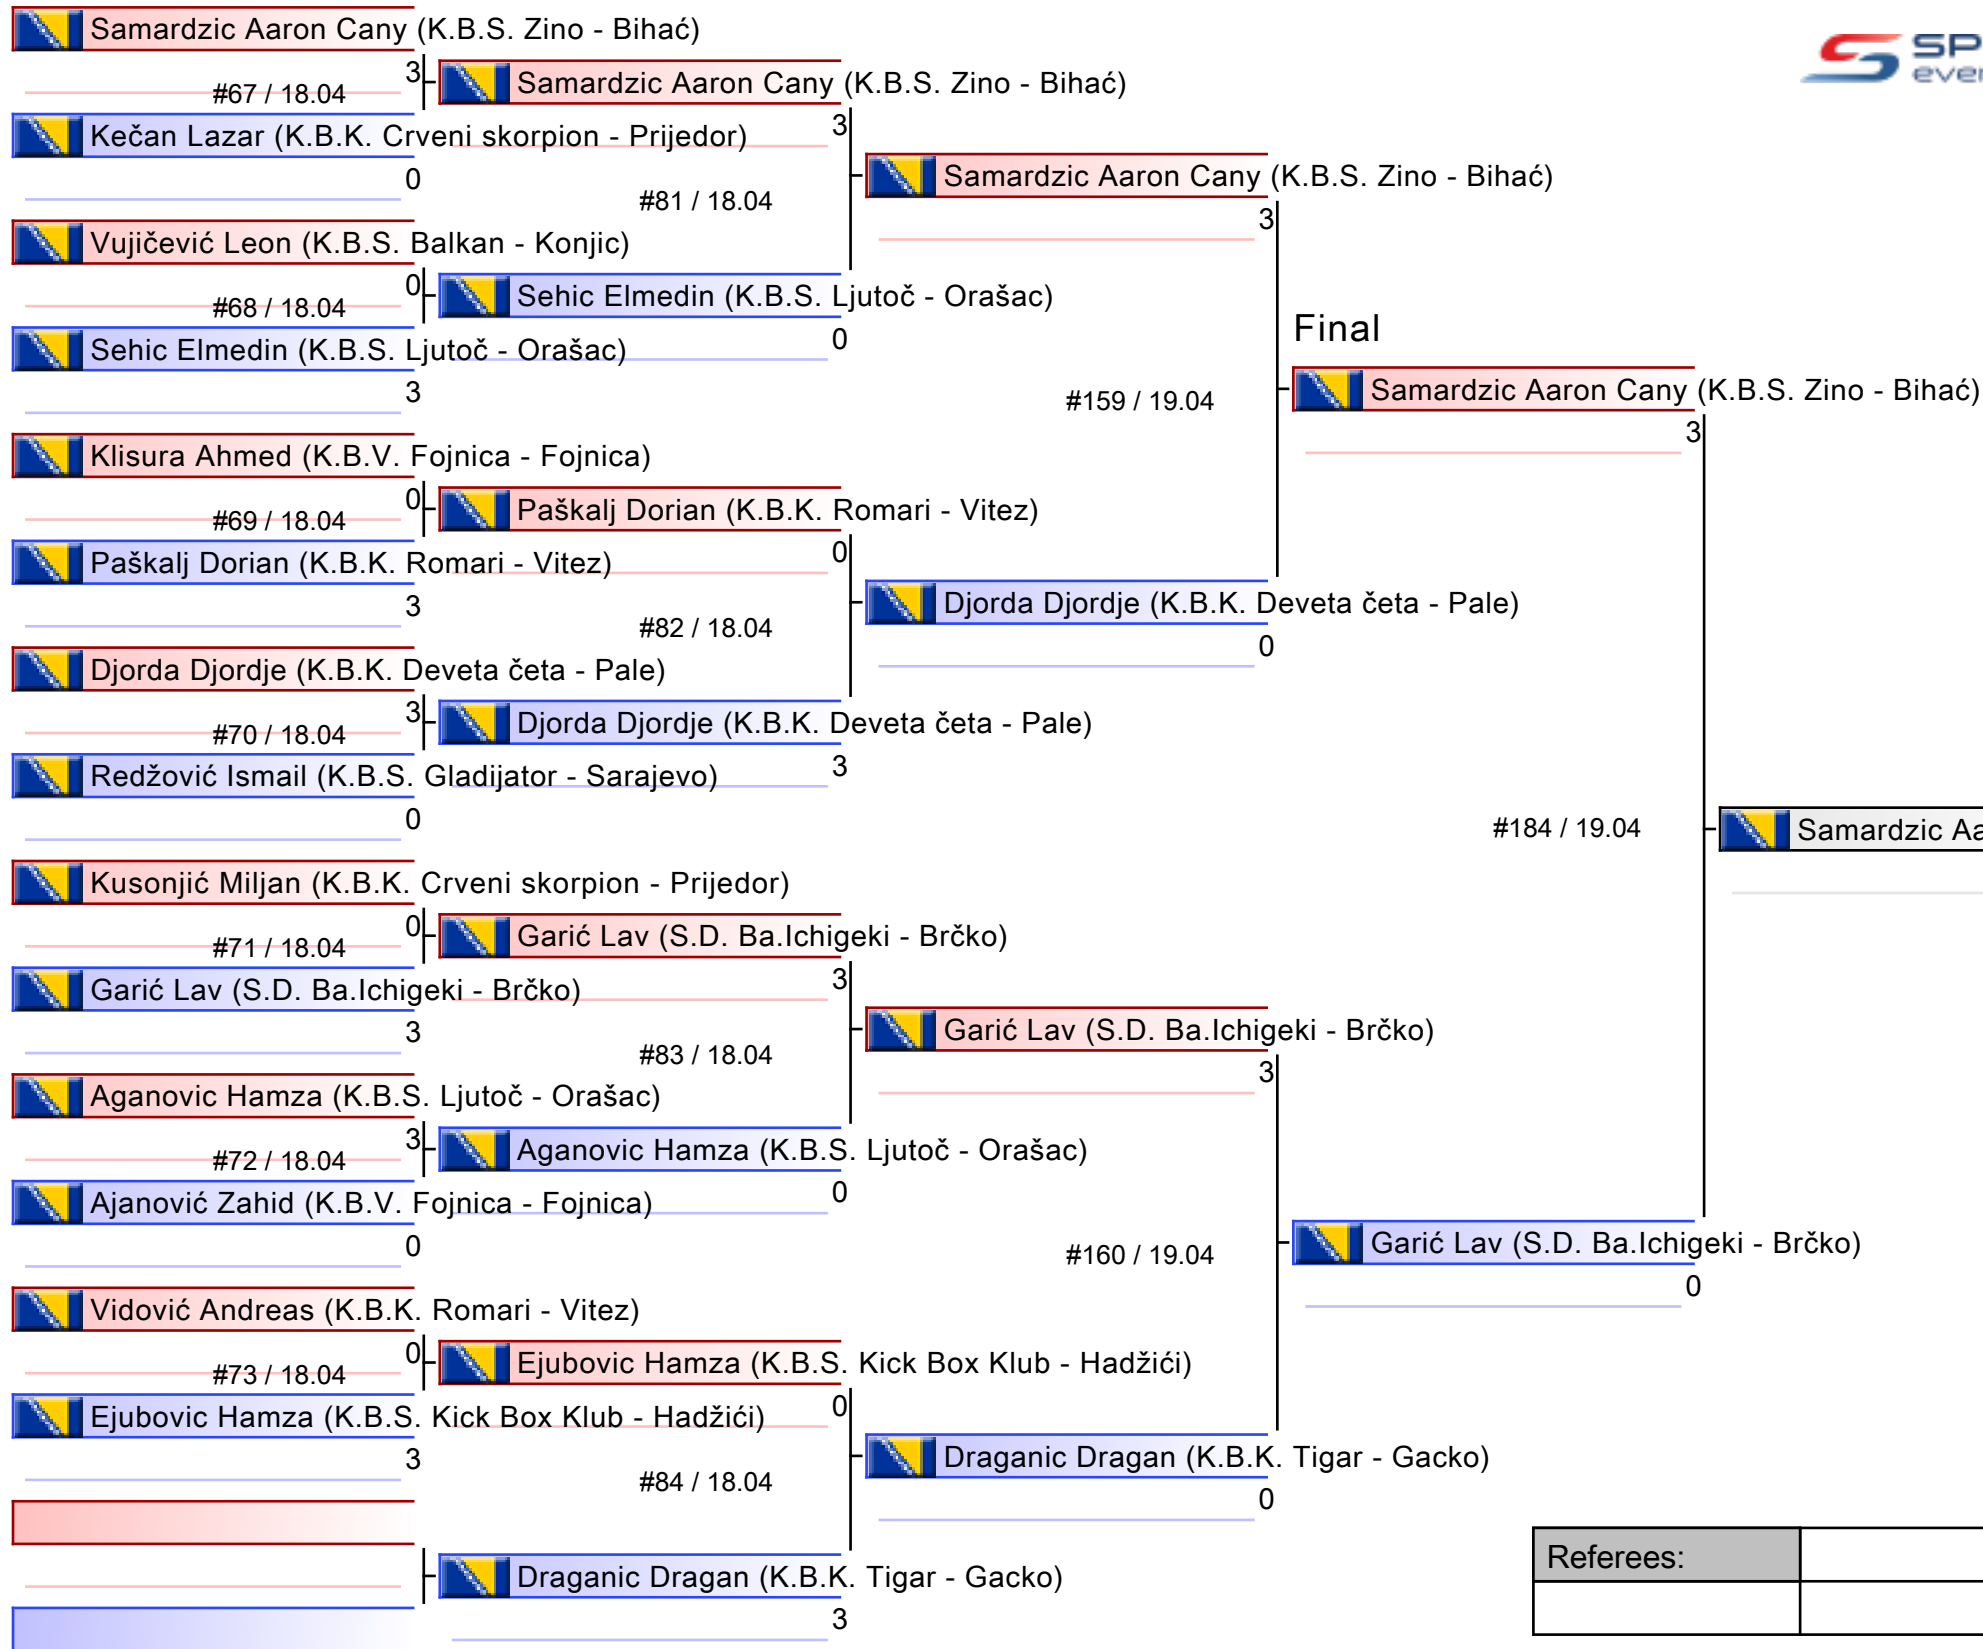 Samardzic Aaron Cany (K.B.S. Zino - Bihać)
3
#67 / 18.04
Kečan Lazar (K.B.K. Crveni skorpion - Prijedor)
0
Vujičević Leon (K.B.S. Balkan - Konjic)
0
#68 / 18.04
Sehic Elmedin (K.B.S. Ljutoč - Orašac)
3
Klisura Ahmed (K.B.V. Fojnica - Fojnica)
0
#69 / 18.04
Paškalj Dorian (K.B.K. Romari - Vitez)
3
Djorda Djordje (K.B.K. Deveta četa - Pale)
3
#70 / 18.04
Redžović Ismail (K.B.S. Gladijator - Sarajevo)
0
Kusonjić Miljan (K.B.K. Crveni skorpion - Prijedor)
0
#71 / 18.04
Garić Lav (S.D. Ba.Ichigeki - Brčko)
3
Aganovic Hamza (K.B.S. Ljutoč - Orašac)
3
#72 / 18.04
Ajanović Zahid (K.B.V. Fojnica - Fojnica)
0
Vidović Andreas (K.B.K. Romari - Vitez)
0
#73 / 18.04
Ejubovic Hamza (K.B.S. Kick Box Klub - Hadžići)
3
Samardzic Aaron Cany (K.B.S. Zino - Bihać)
3
#81 / 18.04
Sehic Elmedin (K.B.S. Ljutoč - Orašac)
0
Paškalj Dorian (K.B.K. Romari - Vitez)
0
#82 / 18.04
Djorda Djordje (K.B.K. Deveta četa - Pale)
3
Garić Lav (S.D. Ba.Ichigeki - Brčko)
3
#83 / 18.04
Aganovic Hamza (K.B.S. Ljutoč - Orašac)
0
Ejubovic Hamza (K.B.S. Kick Box Klub - Hadžići)
0
#84 / 18.04
Draganic Dragan (K.B.K. Tigar - Gacko)
3
Samardzic Aaron Cany (K.B.S. Zino - Bihać)
3
#159 / 19.04
Djorda Djordje (K.B.K. Deveta četa - Pale)
0
Garić Lav (S.D. Ba.Ichigeki - Brčko)
3
#160 / 19.04
Draganic Dragan (K.B.K. Tigar - Gacko)
0
Final
Samardzic Aaron Cany (K.B.S. Zino - Bihać)
3
#184 / 19.04
Garić Lav (S.D. Ba.Ichigeki - Brčko)
0
SP
Samardzic
Referees: